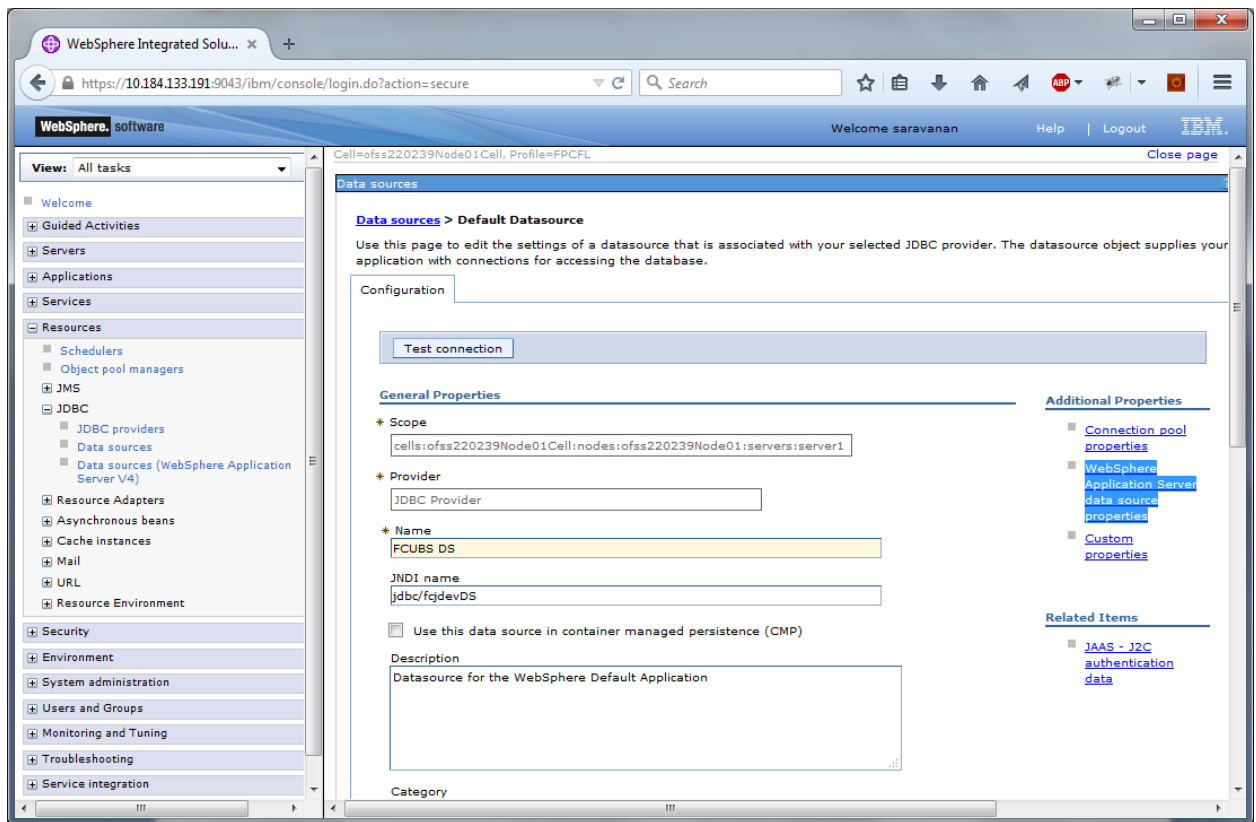 WebSphere Integrated Solu...
https://10.184.133.191:9043/ibm/console/login.do?action=secure
Search
ABP
WebSphere. software
Welcome saravanan
Help | Logout
IBM.
View: All tasks
Welcome
Guided Activities
Servers
Applications
Services
Resources
Schedulers
Object pool managers
JMS
JDBC
JDBC providers
Data sources
Data sources (WebSphere Application
Server V4)
Resource Adapters
Asynchronous beans
Cache instances
Mail
URL
Resource Environment
Security
Environment
System administration
Users and Groups
Monitoring and Tuning
Troubleshooting
Service integration
Cell=ofss220239Node01Cell, Profile=FPCFL
Close page
Data sources
?
Data sources > Default Datasource
Use this page to edit the settings of a datasource that is associated with your selected JDBC provider. The datasource object supplies your
application with connections for accessing the database.
Configuration
Test connection
General Properties
* Scope
cells:ofss220239Node01Cell:nodes:ofss220239Node01:servers:server1
* Provider
JDBC Provider
* Name
FCUBS DS
JNDI name
jdbc/fcjdevDS
Use this data source in container managed persistence (CMP)
Description
Datasource for the WebSphere Default Application
Category
Additional Properties
Connection pool
properties
WebSphere
Application Server
data source
properties
Custom
properties
Related Items
JAAS - J2C
authentication
data